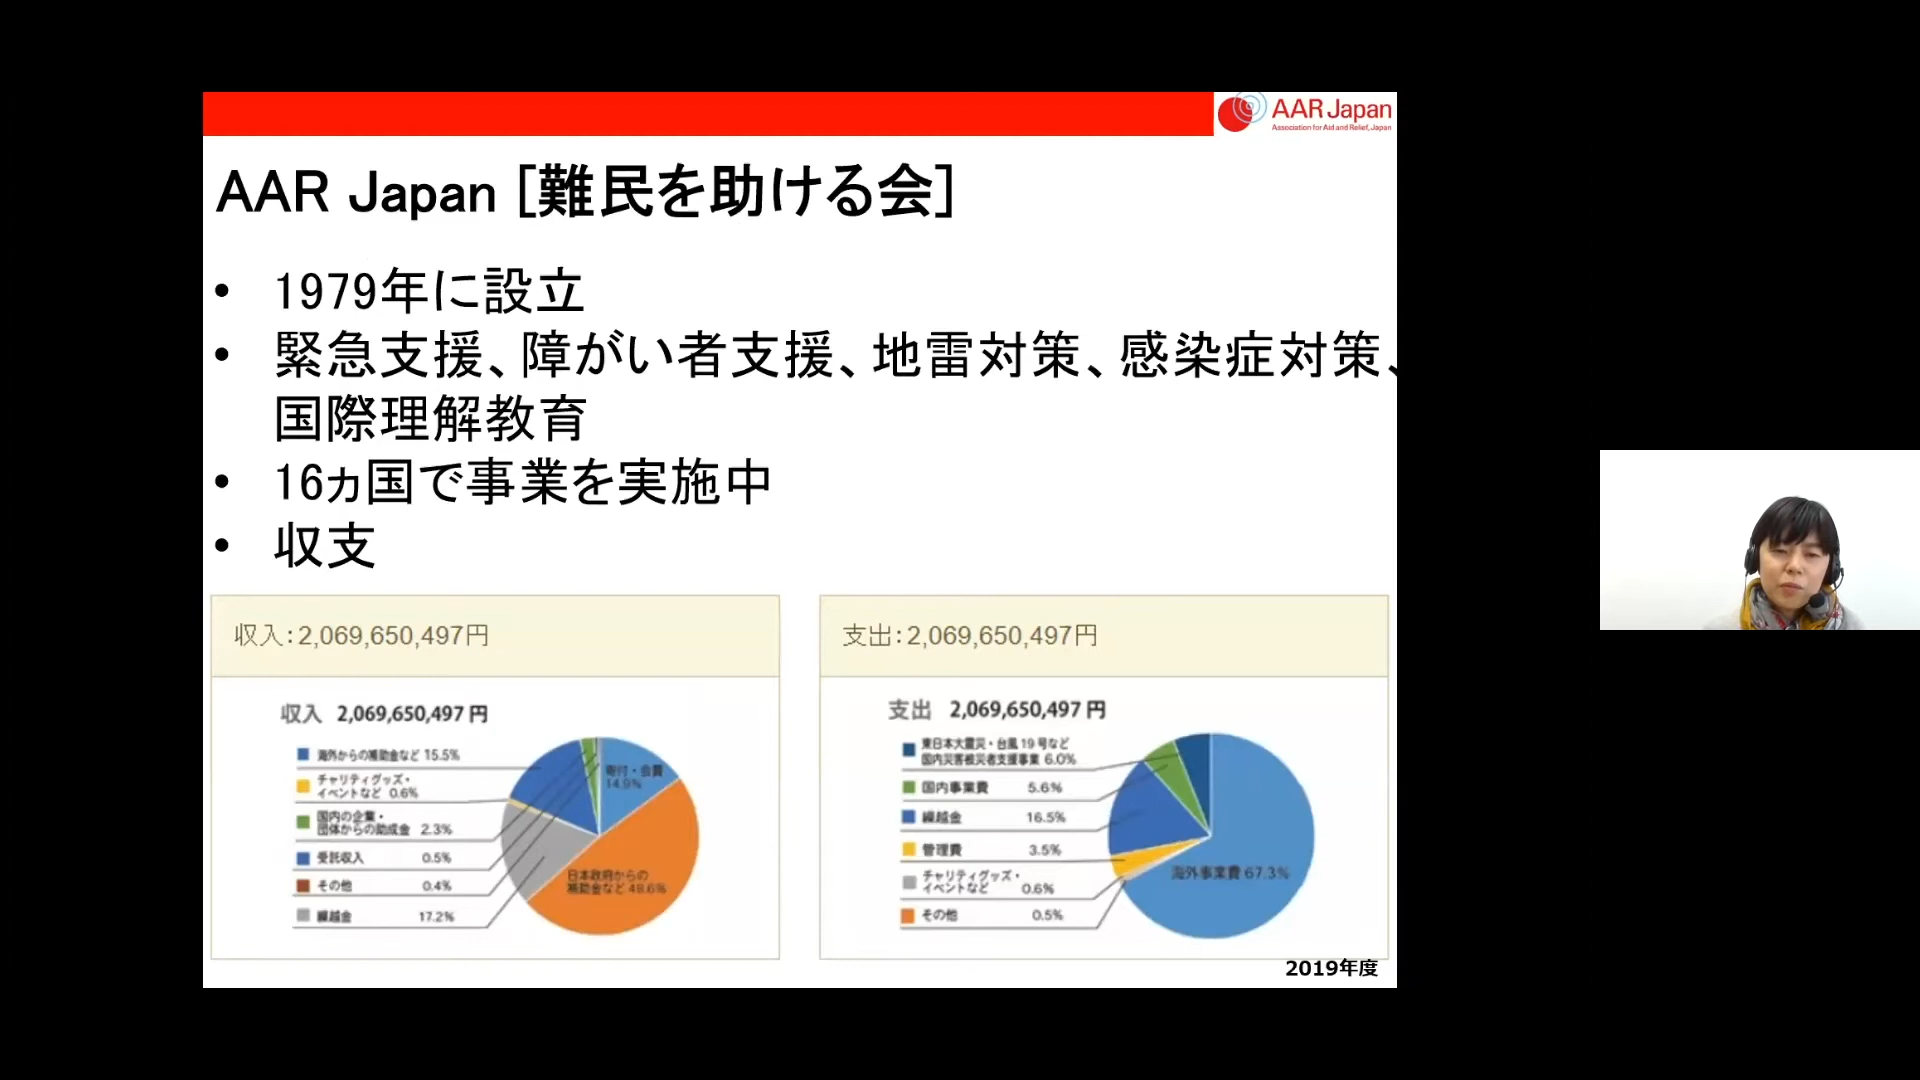 AAR Japan
Association for Aid and Relief, Japan
AAR Japan [難民を助ける会]
• 1979年に設立
• 緊急支援、障がい者支援、地雷対策、感染症対策、
国際理解教育
• 16ヵ国で事業を実施中
• 収支
収入:2,069,650,497円
収入 2,069,650,497 円
海外からの補助金など 15.5%
チャリティグッズ・
イベントなど 0.6%
国内の企業・
団体からの助成金 2.3%
受託収入 0.5%
その他 0.4%
繰越金 17.2%
寄付・会費
14.9%
日本政府からの
補助金など 48.6%
支出:2,069,650,497円
支出 2,069,650,497 円
東日本大震災・台風19号など
国内災害被災者支援事業 6.0%
国内事業費 5.6%
繰越金 16.5%
管理費 3.5%
チャリティグッズ・
イベントなど 0.6%
その他 0.5%
海外事業費 67.3%
2019年度